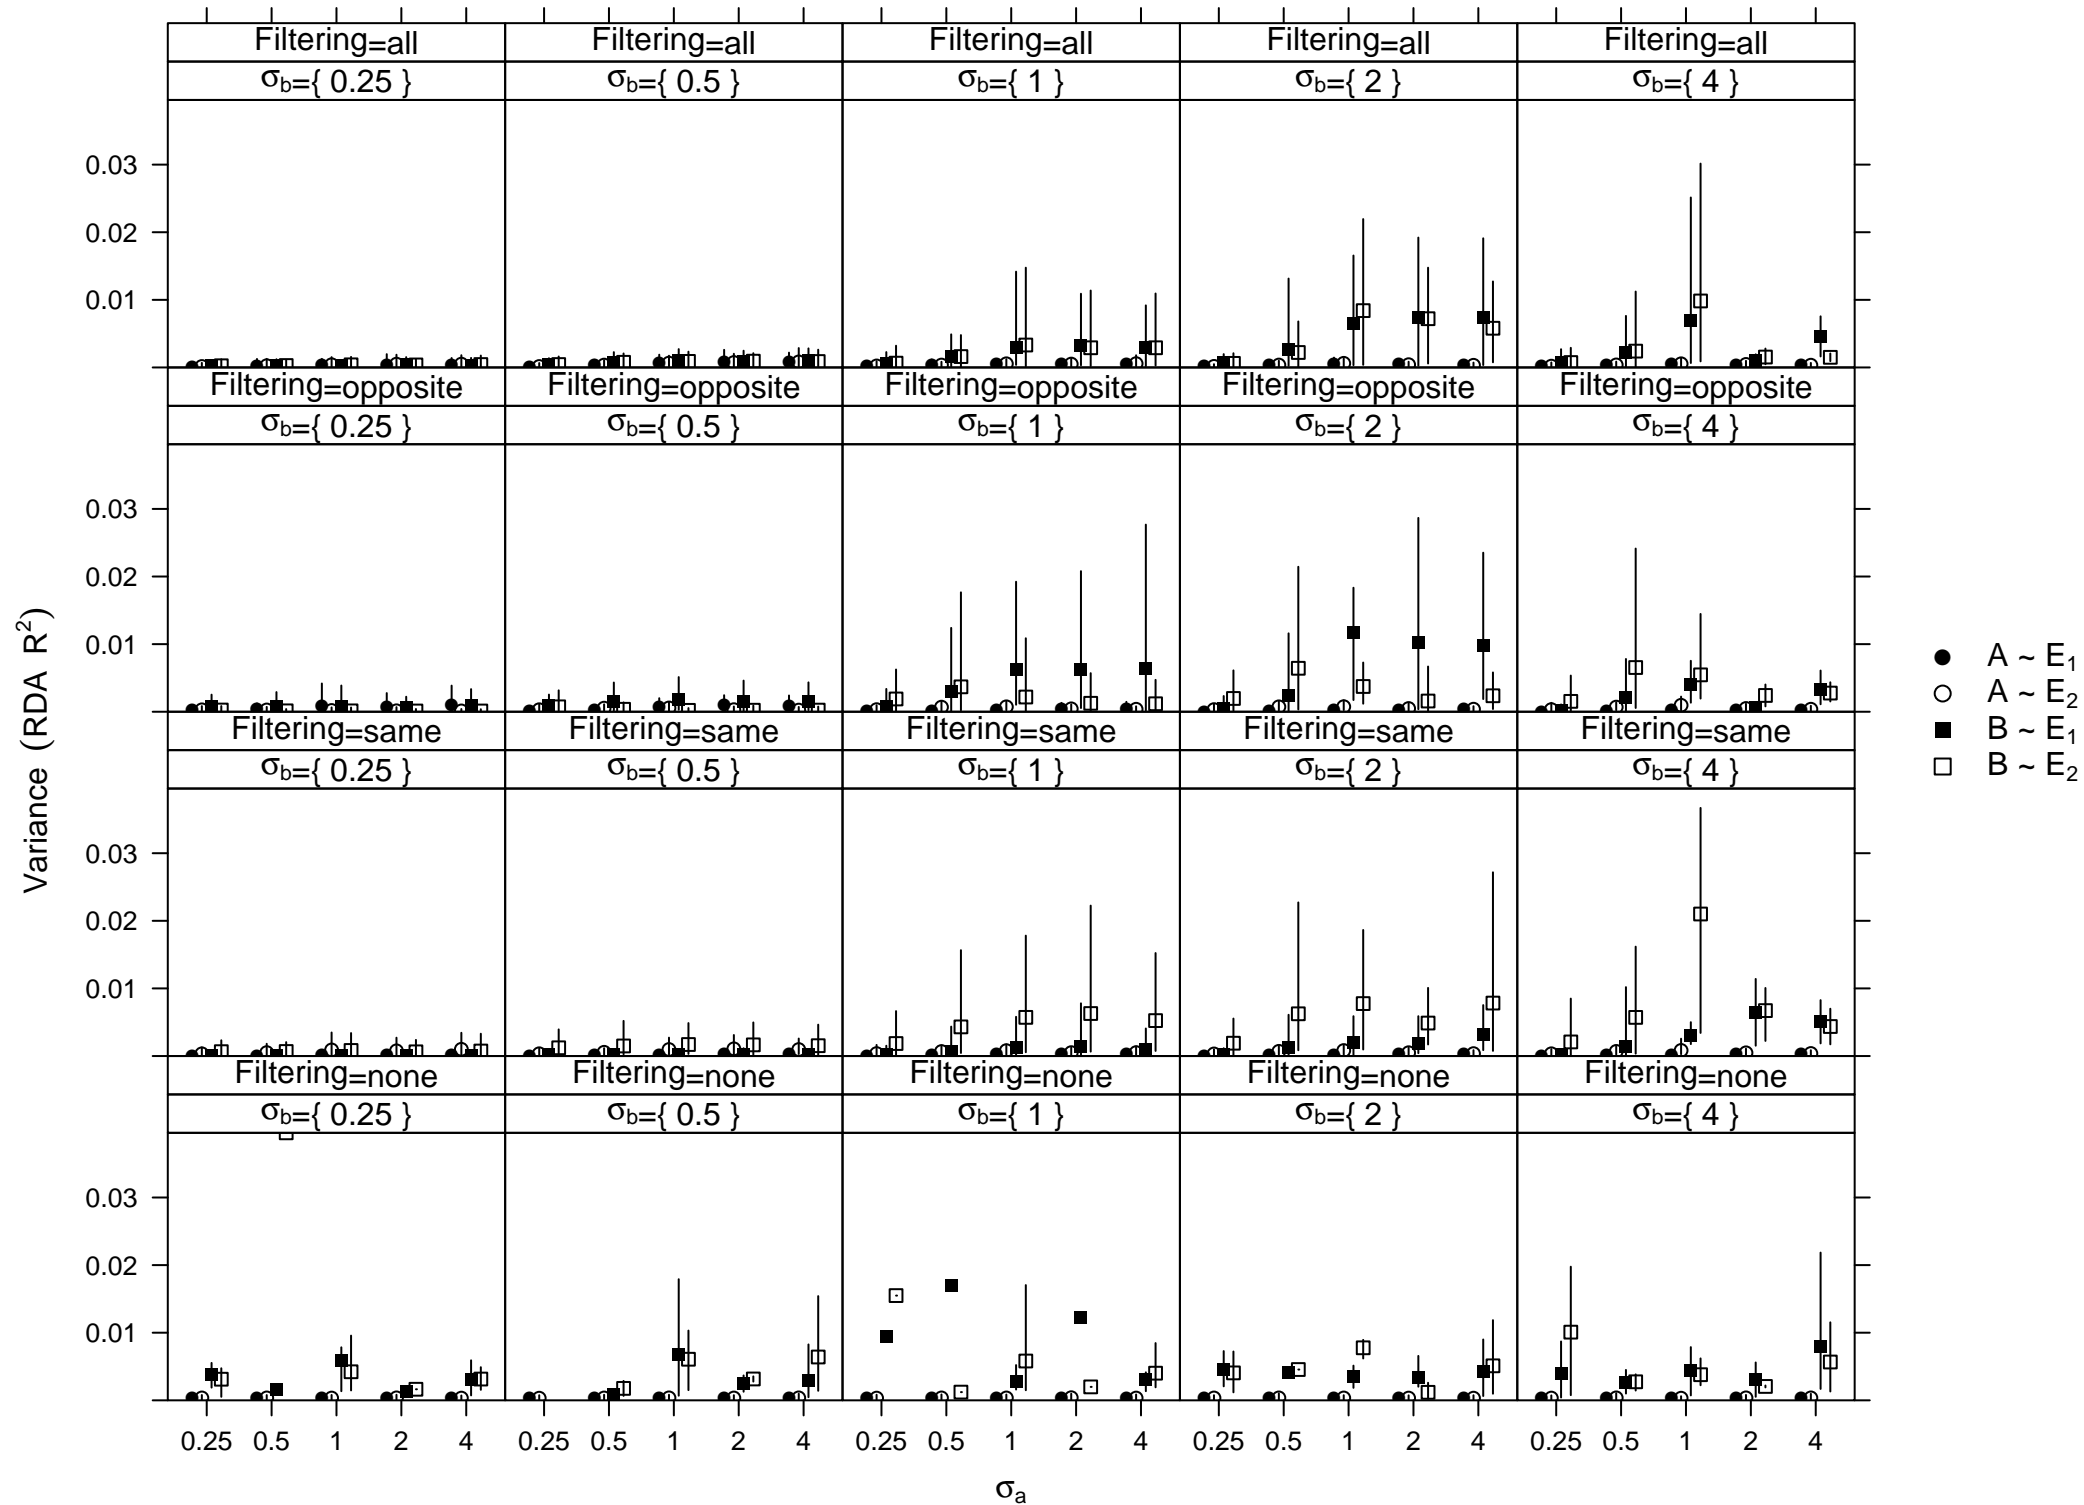 Filtering=all Filtering=all Filtering=all Filtering=all Filtering=all
σb={ 0.25 } σb={ 0.5 } σb={ 1 } σb={ 2 } σb={ 4 }
0.03
0.02
0.01
Filtering=opposite Filtering=opposite Filtering=opposite Filtering=opposite Filtering=opposite
σb={ 0.25 } σb={ 0.5 } σb={ 1 } σb={ 2 } σb={ 4 }
0.03
0.02
0.01
Filtering=same Filtering=same Filtering=same Filtering=same Filtering=same
σb={ 0.25 } σb={ 0.5 } σb={ 1 } σb={ 2 } σb={ 4 }
0.03
0.02
0.01
Filtering=none Filtering=none Filtering=none Filtering=none Filtering=none
σb={ 0.25 } σb={ 0.5 } σb={ 1 } σb={ 2 } σb={ 4 }
0.03
0.02
0.01
0.25 0.5 1 2 4 0.25 0.5 1 2 4 0.25 0.5 1 2 4 0.25 0.5 1 2 4 0.25 0.5 1 2 4
σa
Variance (RDA R²)
A ~ E₁
A ~ E₂
B ~ E₁
B ~ E₂